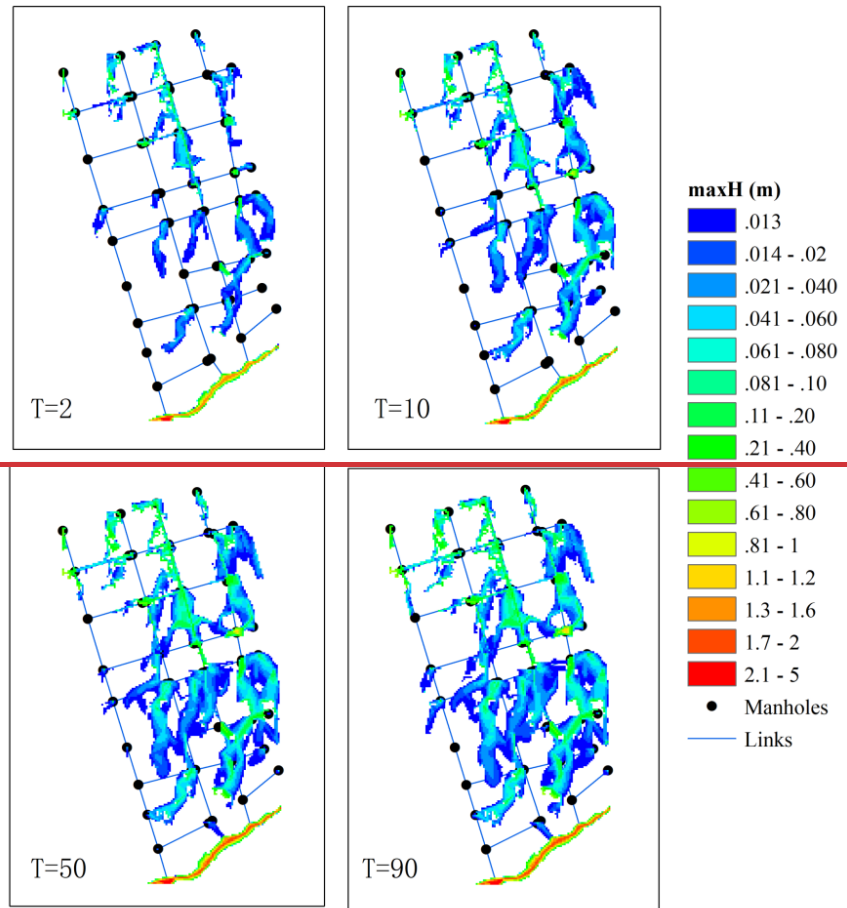 T=2
T=10
T=50
T=90
maxH (m)
.013
.014 - .02
.021 - .040
.041 - .060
.061 - .080
.081 - .10
.11 - .20
.21 - .40
.41 - .60
.61 - .80
.81 - 1
1.1 - 1.2
1.3 - 1.6
1.7 - 2
2.1 - 5
Manholes
Links